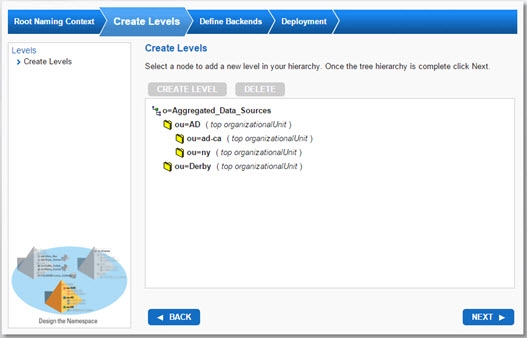 Root Naming Context
Create Levels
Define Backends
Deployment
Levels
Create Levels
Create Levels
Select a node to add a new level in your hierarchy. Once the tree hierarchy is complete click Next.
CREATE LEVEL
DELETE
o=Aggregated_Data_Sources
ou=AD ( top organizationalUnit )
ou=ad-ca ( top organizationalUnit )
ou=ny ( top organizationalUnit )
ou=Derby ( top organizationalUnit )
Design the Namespace
BACK
NEXT